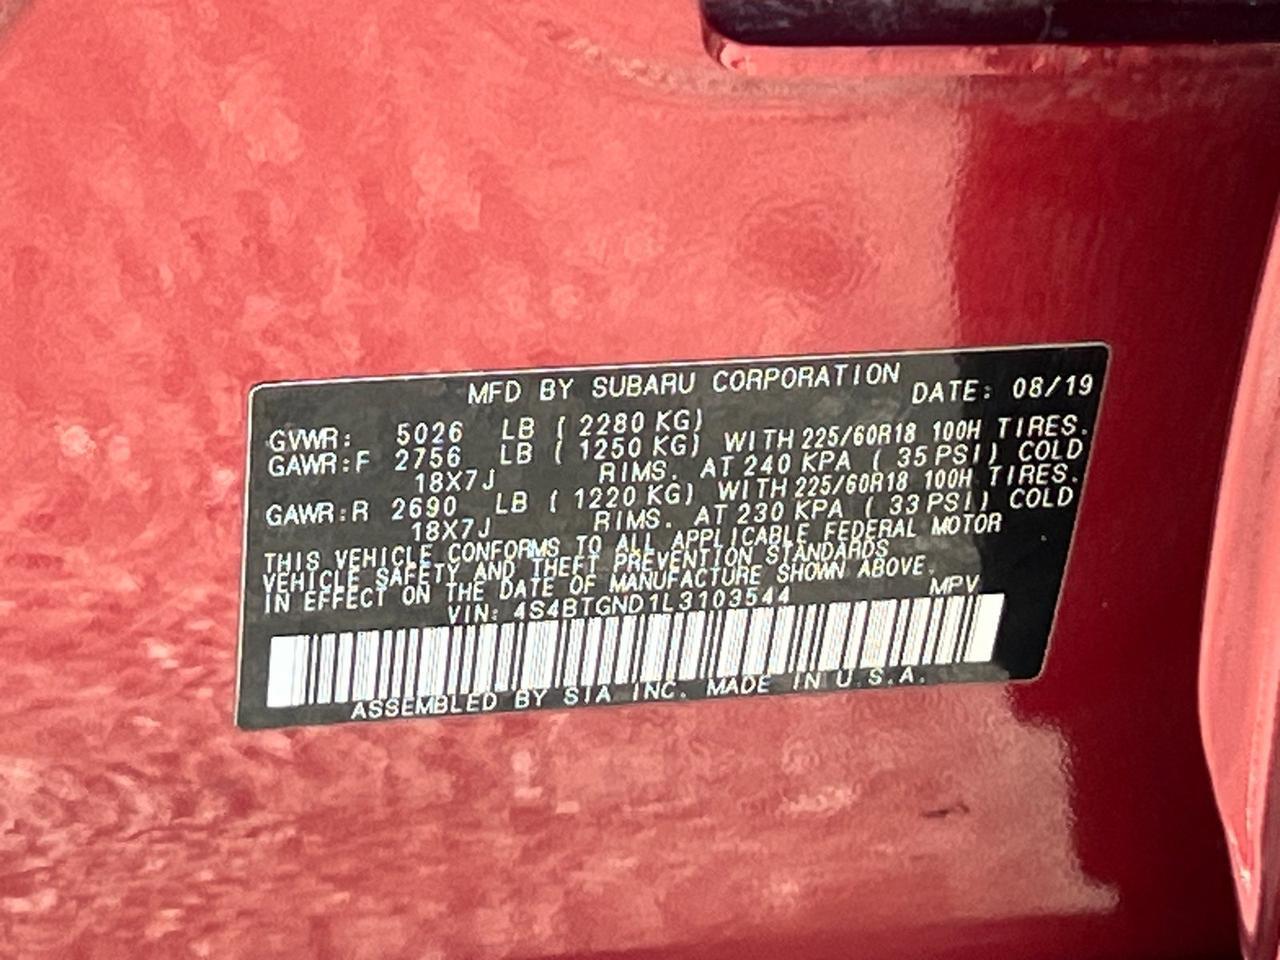 MFD BY SUBARU CORPORATION DATE: 08/19
GVWR: 5026 LB ( 2280 KG)
GAWR:F 2756 LB ( 1250 KG) WITH 225/60R18 100H TIRES.
18X7J RIMS. AT 240 KPA ( 35 PSI) COLD
GAWR:R 2690 LB ( 1220 KG) WITH 225/60R18 100H TIRES.
18X7J RIMS. AT 230 KPA ( 33 PSI) COLD
THIS VEHICLE CONFORMS TO ALL APPLICABLE FEDERAL MOTOR
VEHICLE SAFETY AND THEFT PREVENTION STANDARDS
IN EFFECT ON THE DATE OF MANUFACTURE SHOWN ABOVE.
VIN: 4S4BTGND1L3103544 MPV
ASSEMBLED BY SIA INC. MADE IN U.S.A.